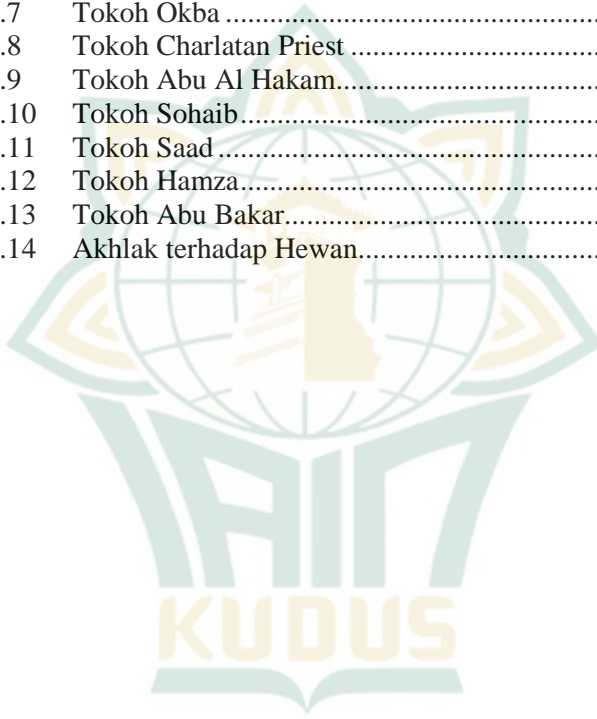 .7 Tokoh Okba ......................................................
.8 Tokoh Charlatan Priest ....................................
.9 Tokoh Abu Al Hakam......................................
.10 Tokoh Sohaib...................................................
.11 Tokoh Saad ......................................................
.12 Tokoh Hamza...................................................
.13 Tokoh Abu Bakar.............................................
.14 Akhlak terhadap Hewan...................................
IAIN
KUDUS